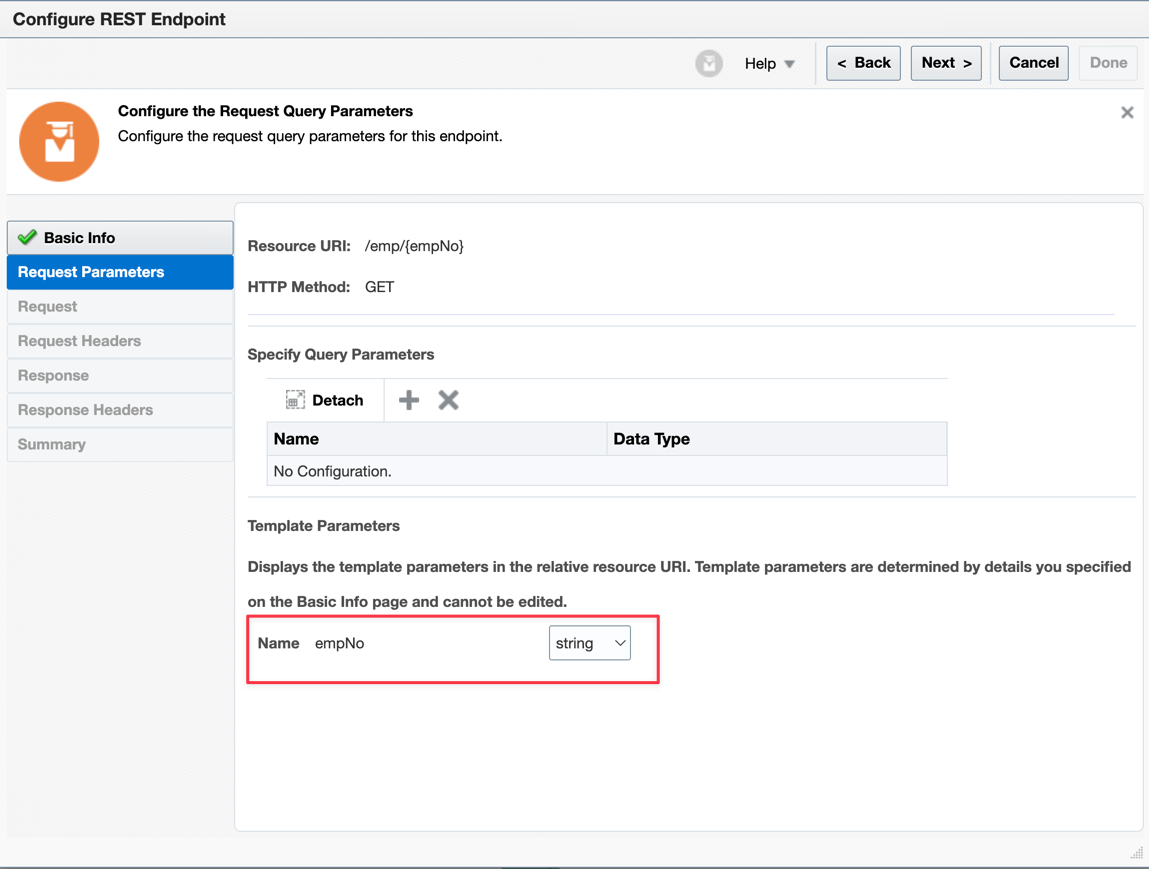 Configure REST Endpoint
Help
< Back
Next >
Cancel
Done
Configure the Request Query Parameters
Configure the request query parameters for this endpoint.
Basic Info
Request Parameters
Request
Request Headers
Response
Response Headers
Summary
Resource URI: /emp/{empNo}
HTTP Method: GET
Specify Query Parameters
Detach
Name Data Type
No Configuration.
Template Parameters
Displays the template parameters in the relative resource URI. Template parameters are determined by details you specified
on the Basic Info page and cannot be edited.
Name empNo string